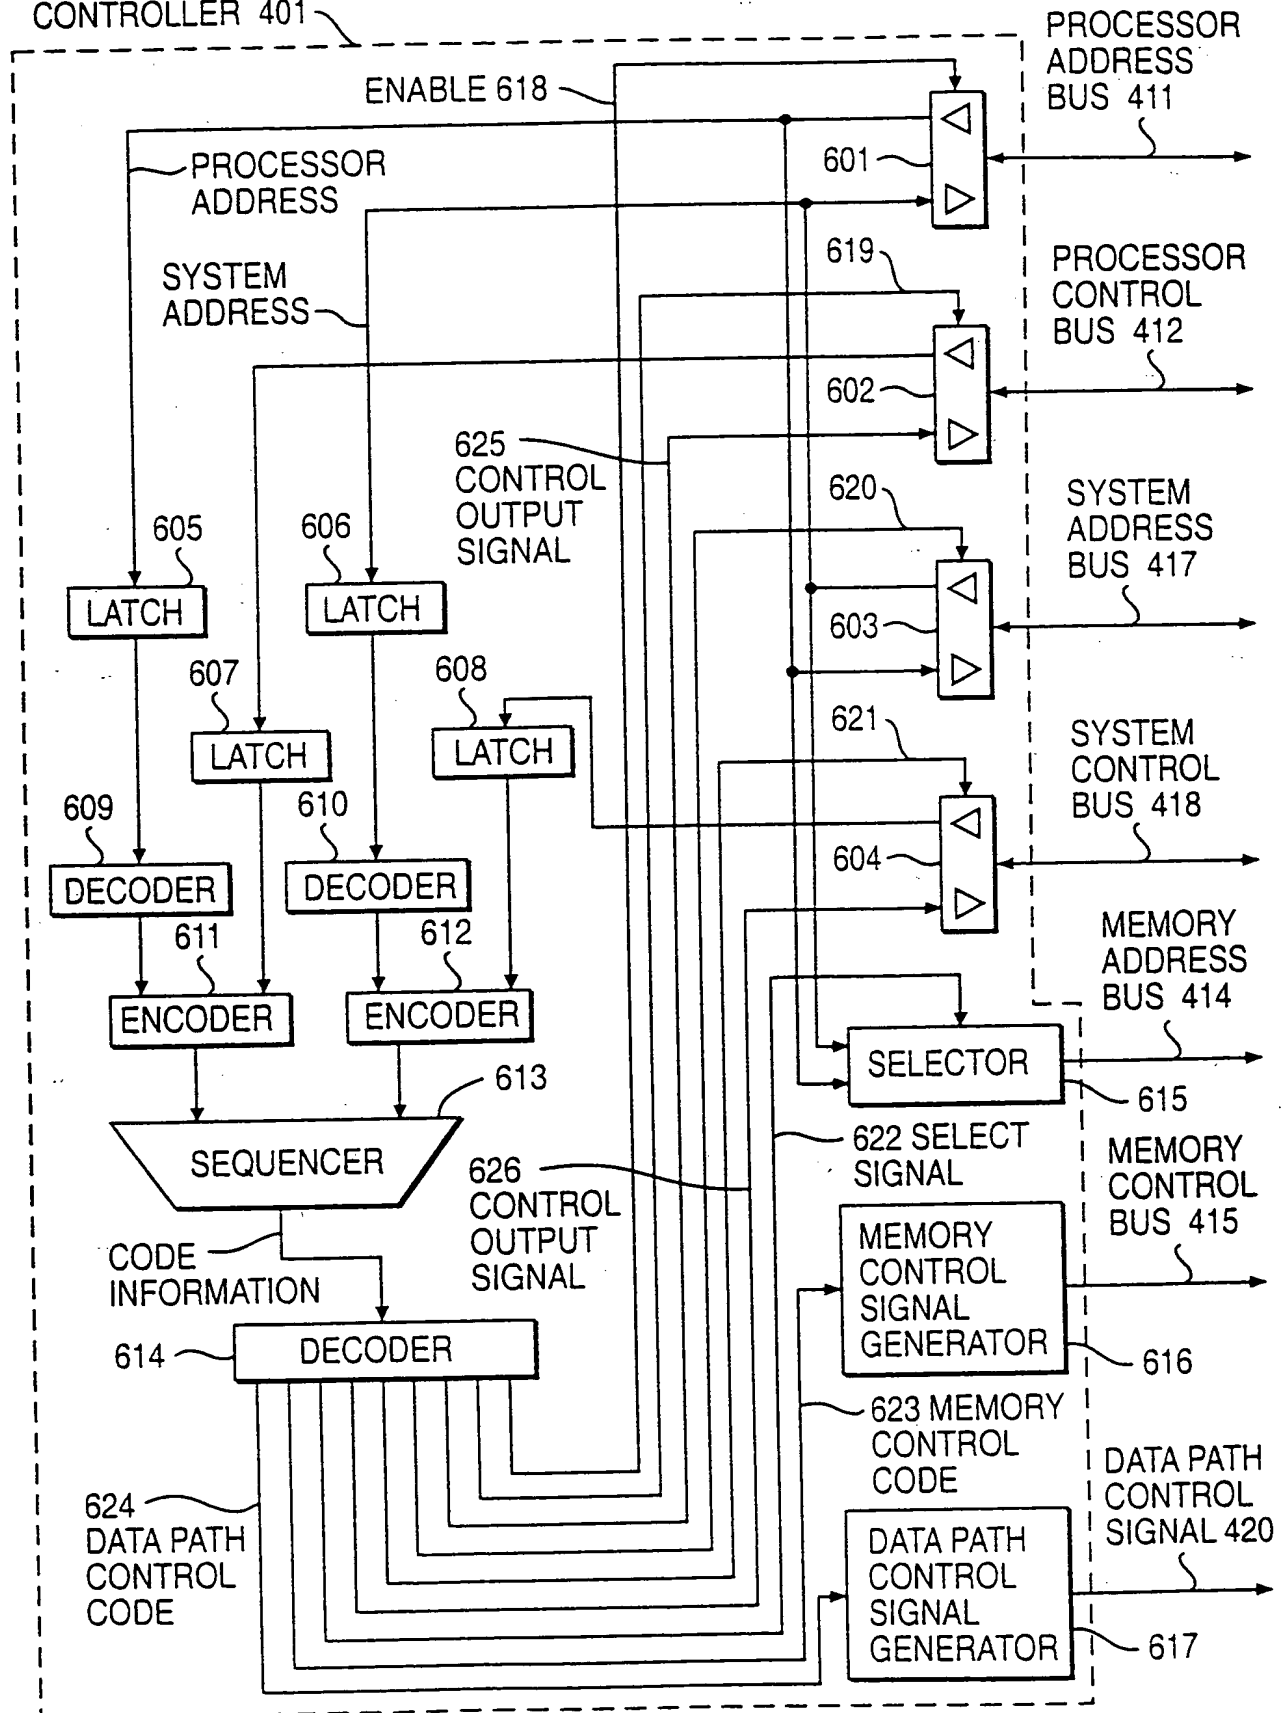 CONTROLLER 401
PROCESSOR
ADDRESS
BUS 411
ENABLE 618
PROCESSOR
ADDRESS
601
SYSTEM
ADDRESS
619
PROCESSOR
CONTROL
BUS 412
602
625
CONTROL
OUTPUT
SIGNAL
620
SYSTEM
ADDRESS
BUS 417
605
LATCH
606
LATCH
603
607
LATCH
608
LATCH
621
SYSTEM
CONTROL
BUS 418
609
DECODER
610
DECODER
604
611
ENCODER
612
ENCODER
MEMORY
ADDRESS
BUS 414
SELECTOR
615
613
SEQUENCER
622 SELECT
SIGNAL
626
CONTROL
OUTPUT
SIGNAL
MEMORY
CONTROL
BUS 415
CODE
INFORMATION
MEMORY
CONTROL
SIGNAL
GENERATOR
616
614
DECODER
623 MEMORY
CONTROL
CODE
624
DATA PATH
CONTROL
CODE
DATA PATH
CONTROL
SIGNAL 420
DATA PATH
CONTROL
SIGNAL
GENERATOR
617